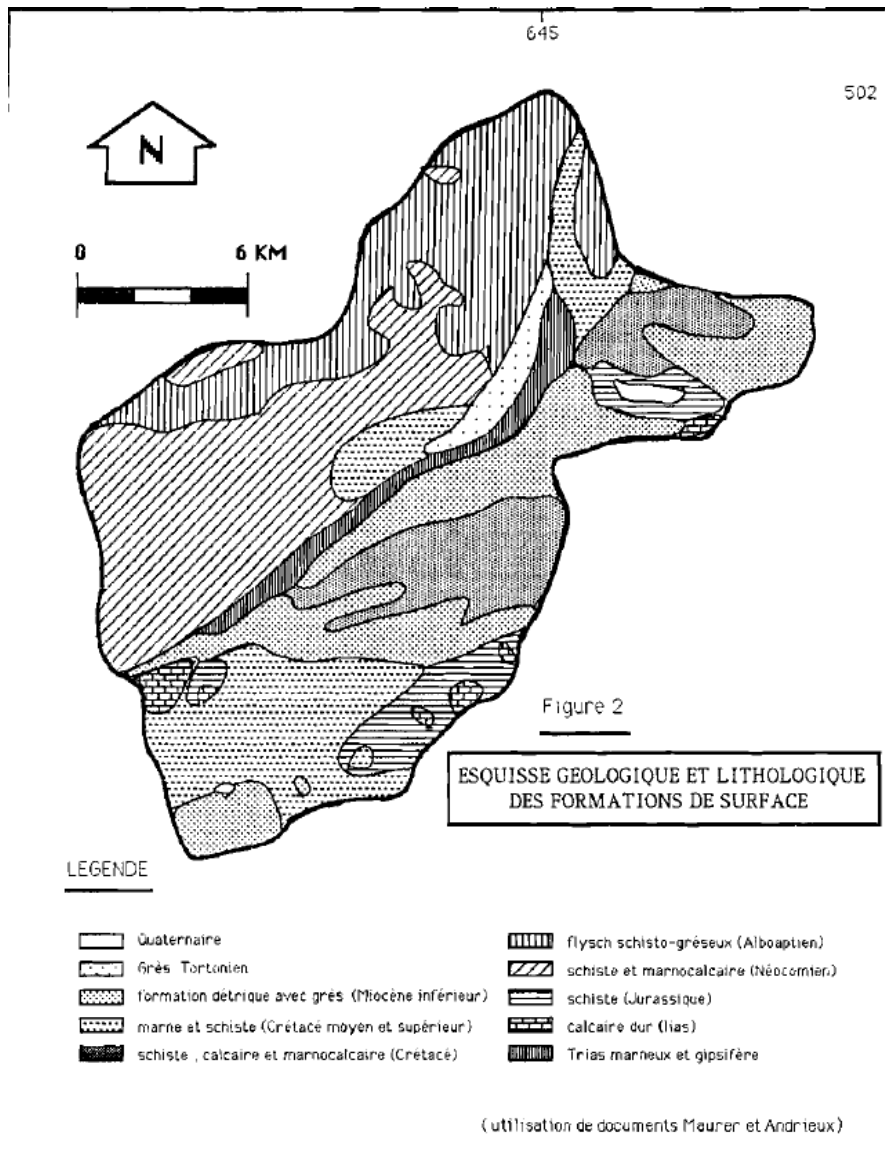 645
502
N
0 6 KM
Figure 2
ESQUISSE GEOLOGIQUE ET LITHOLOGIQUE
DES FORMATIONS DE SURFACE
LEGENDE
Quaternaire
Grès Tortonien
formation détrique avec grès (Miocène inférieur)
marne et schiste (Crétacé moyen et supérieur)
schiste , calcaire et marnocalcaire (Crétacé)
flysch schisto-gréseux (Alboaptien)
schiste et marnocalcaire (Néocomien)
schiste (Jurassique)
calcaire dur (lias)
Trias marneux et gipsifère
(utilisation de documents Maurer et Andrieux)